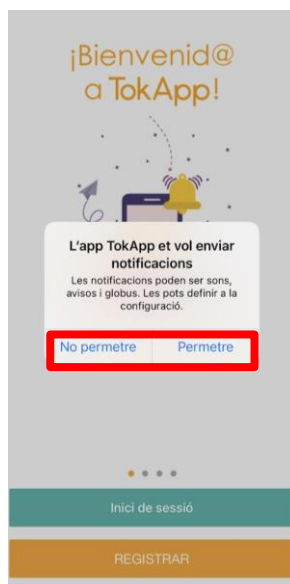 ¡Bienvenid@
a TokApp!
L'app TokApp et vol enviar
notificacions
Les notificacions poden ser sons,
avisos i globus. Les pots definir a la
configuració.
No permetre Permetre
Inici de sessió
REGISTRAR